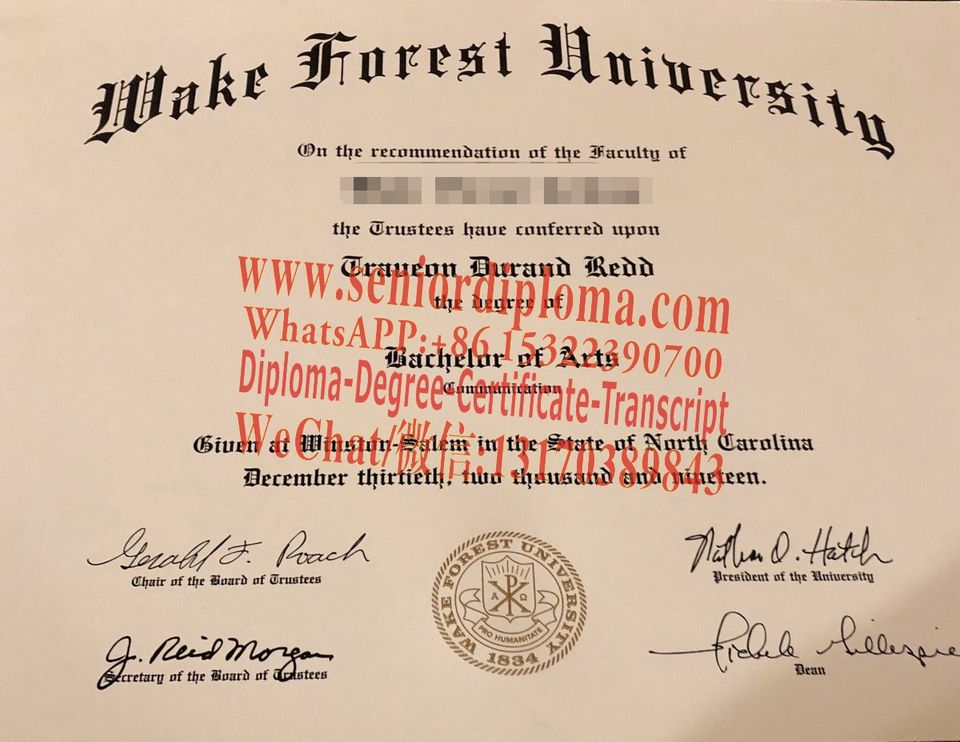 Wake Forest University
On the recommendation of the Faculty of
the Trustees have conferred upon
Traveon Durand Redd
www.seniordiploma.com
the degree of
WhatsAPP:+86 15322390700
Bachelor of Arts
Diploma-Degree-Certificate-Transcript
Communication
WeChat/微信:13170389843
Given at Winston-Salem in the State of North Carolina
December thirtieth, two thousand and nineteen.
Gerald F. Roach
Chair of the Board of Trustees
Nathan O. Hatch
President of the University
J. Reid Morgan
Secretary of the Board of Trustees
Michele Gillespie
Dean
WAKE FOREST UNIVERSITY
Α Ω
PRO HUMANITATE
1834